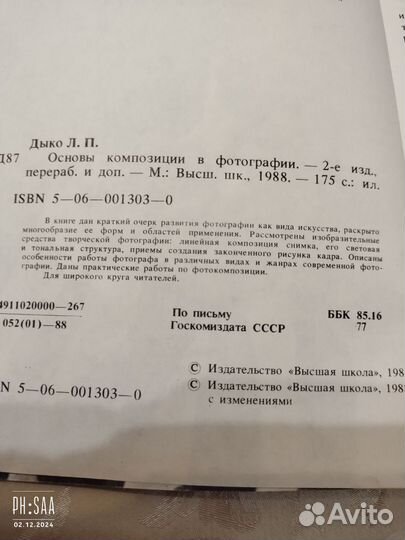 Дыко Л. П.
Д87 Основы композиции в фотографии. — 2-е изд.,
перераб. и доп. — М.: Высш. шк., 1988. — 175 с.: ил.
ISBN 5—06—001303—0
В книге дан краткий очерк развития фотографии как вида искусства, раскрыто
многообразие ее форм и областей применения. Рассмотрены изобразительные
средства творческой фотографии: линейная композиция снимка, его световая
и тональная структура, приемы создания законченного рисунка кадра. Описаны
особенности работы фотографа в различных видах и жанрах современной фото-
графии. Даны практические работы по фотокомпозиции.
Для широкого круга читателей.
4911020000—267 По письму ББК 85.16
052(01)—88 Госкомиздата СССР 77
© Издательство «Высшая школа», 198
© Издательство «Высшая школа», 198
с изменениями
N 5—06—001303—0
PH:SAA
02.12.2024
Avito